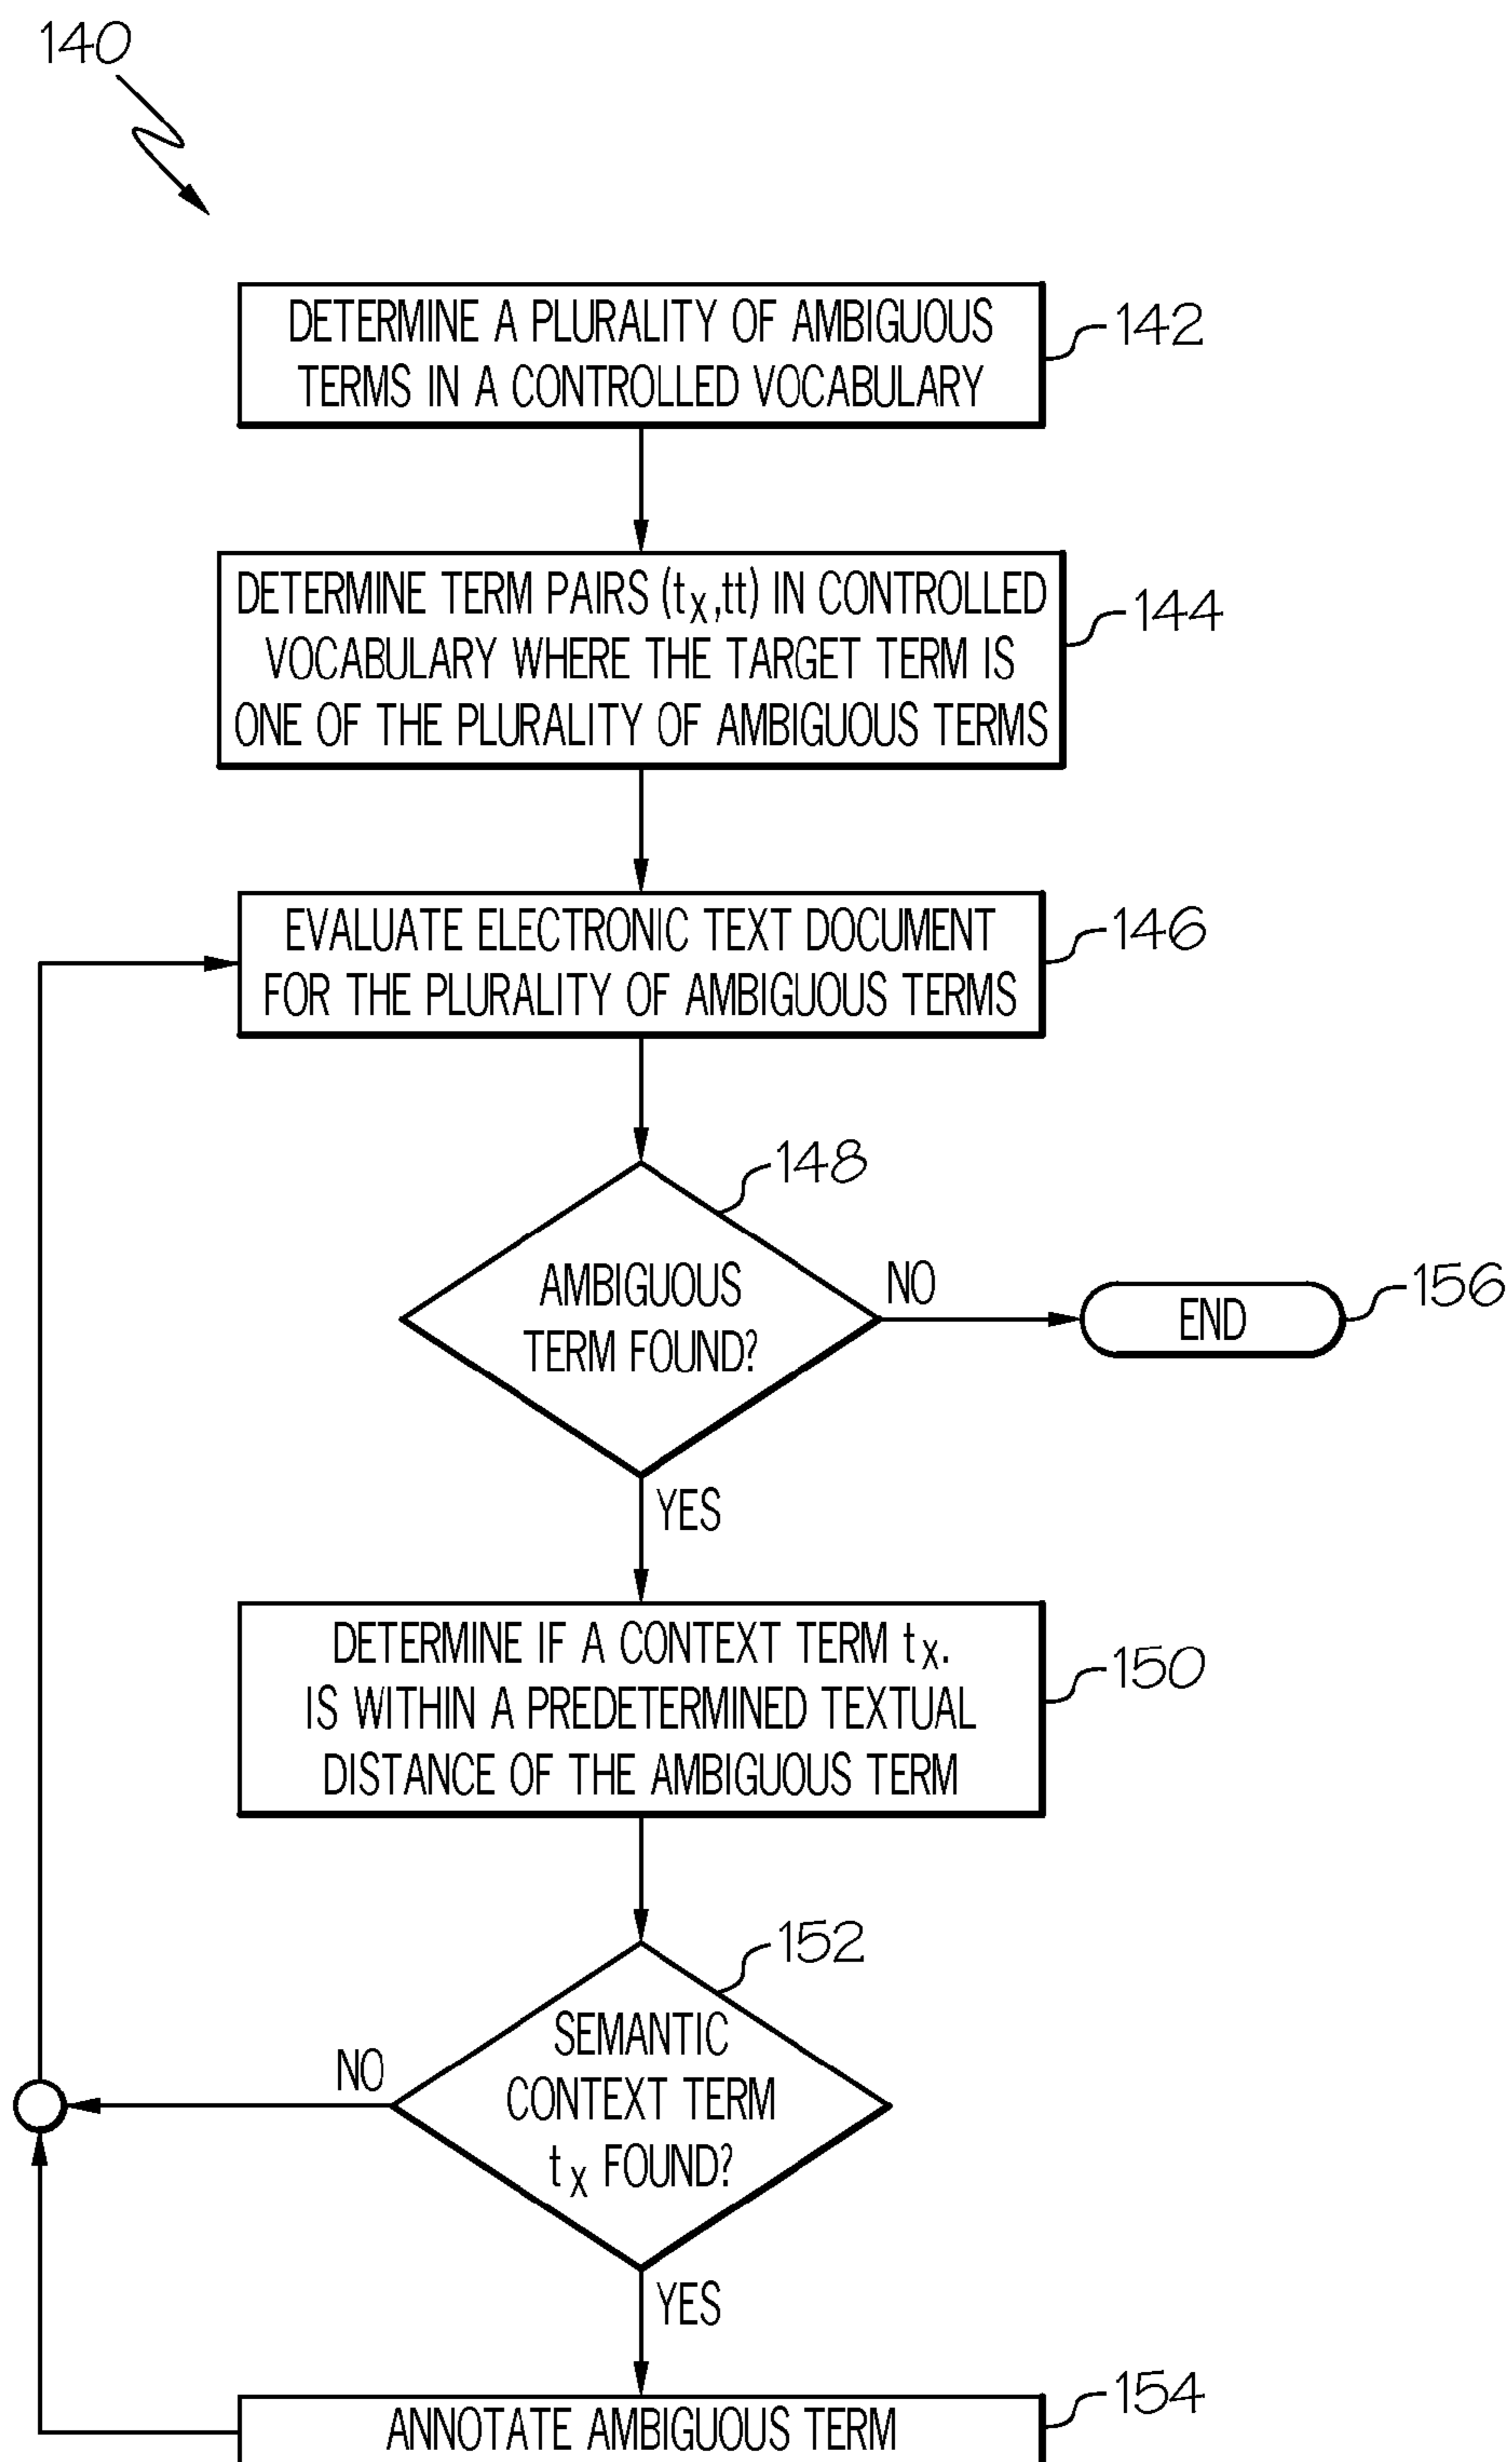 140
DETERMINE A PLURALITY OF AMBIGUOUS
TERMS IN A CONTROLLED VOCABULARY
142
DETERMINE TERM PAIRS (tₓ,tt) IN CONTROLLED
VOCABULARY WHERE THE TARGET TERM IS
ONE OF THE PLURALITY OF AMBIGUOUS TERMS
144
EVALUATE ELECTRONIC TEXT DOCUMENT
FOR THE PLURALITY OF AMBIGUOUS TERMS
146
148
AMBIGUOUS
TERM FOUND?
NO
END
156
YES
DETERMINE IF A CONTEXT TERM tₓ.
IS WITHIN A PREDETERMINED TEXTUAL
DISTANCE OF THE AMBIGUOUS TERM
150
152
SEMANTIC
CONTEXT TERM
tₓ FOUND?
NO
YES
ANNOTATE AMBIGUOUS TERM
154